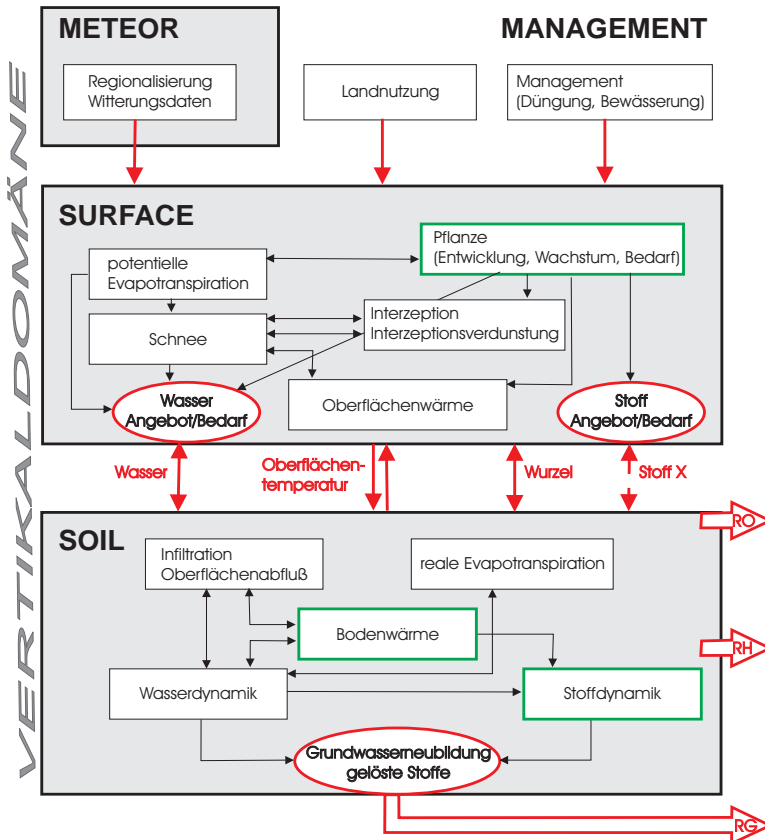 VERTIKALDOMÄNE
METEOR
Regionalisierung
Witterungsdaten
MANAGEMENT
Landnutzung
Management
(Düngung, Bewässerung)
SURFACE
potentielle
Evapotranspiration
Pflanze
(Entwicklung, Wachstum, Bedarf)
Schnee
Interzeption
Interzeptionsverdunstung
Wasser
Angebot/Bedarf
Oberflächenwärme
Stoff
Angebot/Bedarf
Wasser
Oberflächen-
temperatur
Wurzel
Stoff X
SOIL
RO
Infiltration
Oberflächenabfluß
reale Evapotranspiration
Bodenwärme
RH
Wasserdynamik
Stoffdynamik
Grundwasserneubildung
gelöste Stoffe
RG